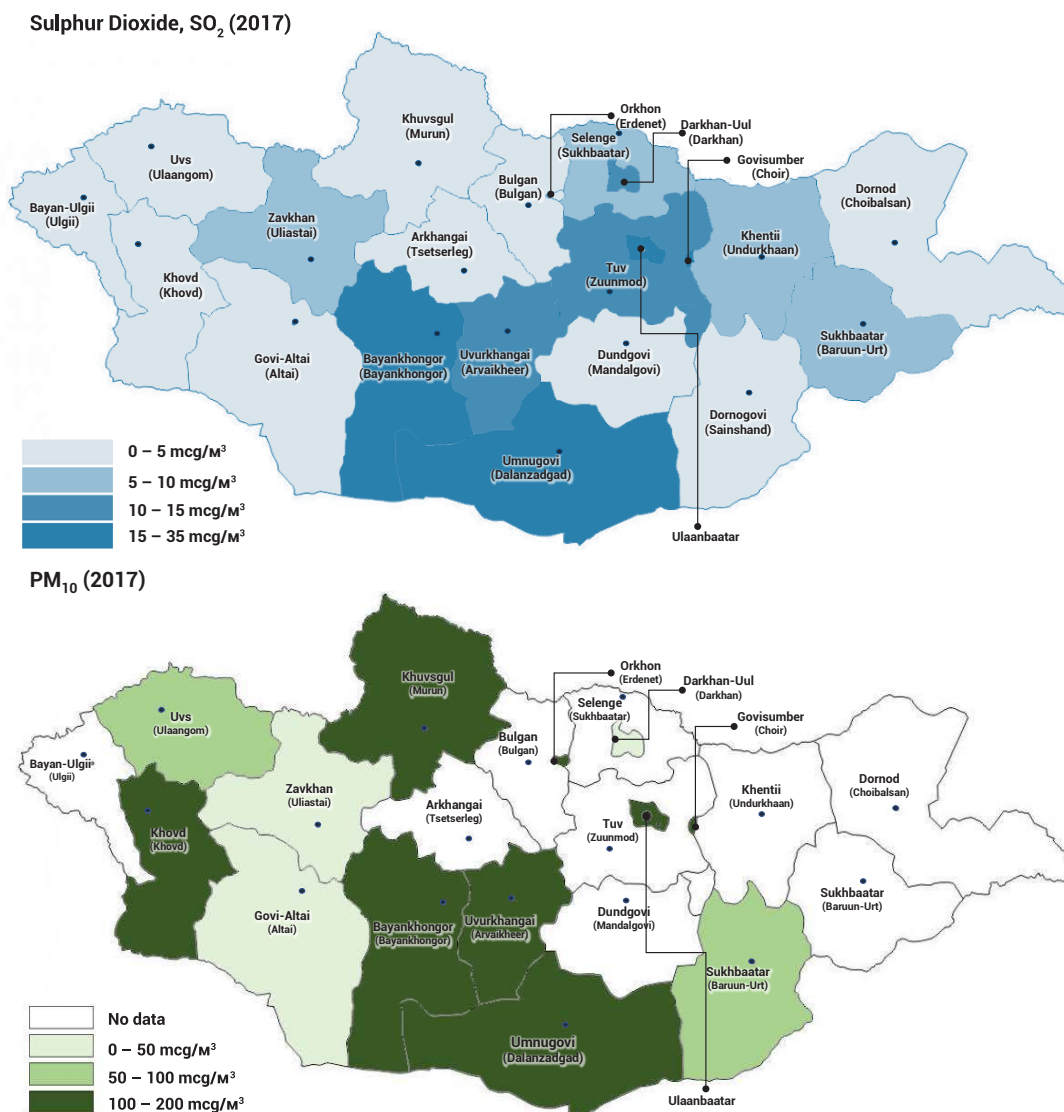 Sulphur Dioxide, SO₂ (2017)
Orkhon
(Erdenet)
Darkhan-Uul
(Darkhan)
Govisumber
(Choir)
Khuvsgul
(Murun)
Selenge
(Sukhbaatar)
Uvs
(Ulaangom)
Bulgan
(Bulgan)
Dornod
(Choibalsan)
Bayan-Ulgii
(Ulgii)
Zavkhan
(Uliastai)
Arkhangai
(Tsetserleg)
Khentii
(Undurkhaan)
Khovd
(Khovd)
Tuv
(Zuunmod)
Sukhbaatar
(Baruun-Urt)
Govi-Altai
(Altai)
Bayankhongor
(Bayankhongor)
Uvurkhangai
(Arvaikheer)
Dundgovi
(Mandalgovi)
Dornogovi
(Sainshand)
Umnugovi
(Dalanzadgad)
Ulaanbaatar
0 – 5 mcg/м³
5 – 10 mcg/м³
10 – 15 mcg/м³
15 – 35 mcg/м³
PM₁₀ (2017)
Orkhon
(Erdenet)
Darkhan-Uul
(Darkhan)
Govisumber
(Choir)
Khuvsgul
(Murun)
Selenge
(Sukhbaatar)
Uvs
(Ulaangom)
Bulgan
(Bulgan)
Bayan-Ulgii
(Ulgii)
Dornod
(Choibalsan)
Zavkhan
(Uliastai)
Arkhangai
(Tsetserleg)
Khentii
(Undurkhaan)
Khovd
(Khovd)
Tuv
(Zuunmod)
Sukhbaatar
(Baruun-Urt)
Govi-Altai
(Altai)
Bayankhongor
(Bayankhongor)
Uvurkhangai
(Arvaikheer)
Dundgovi
(Mandalgovi)
Sukhbaatar
(Baruun-Urt)
Umnugovi
(Dalanzadgad)
Ulaanbaatar
No data
0 – 50 mcg/м³
50 – 100 mcg/м³
100 – 200 mcg/м³